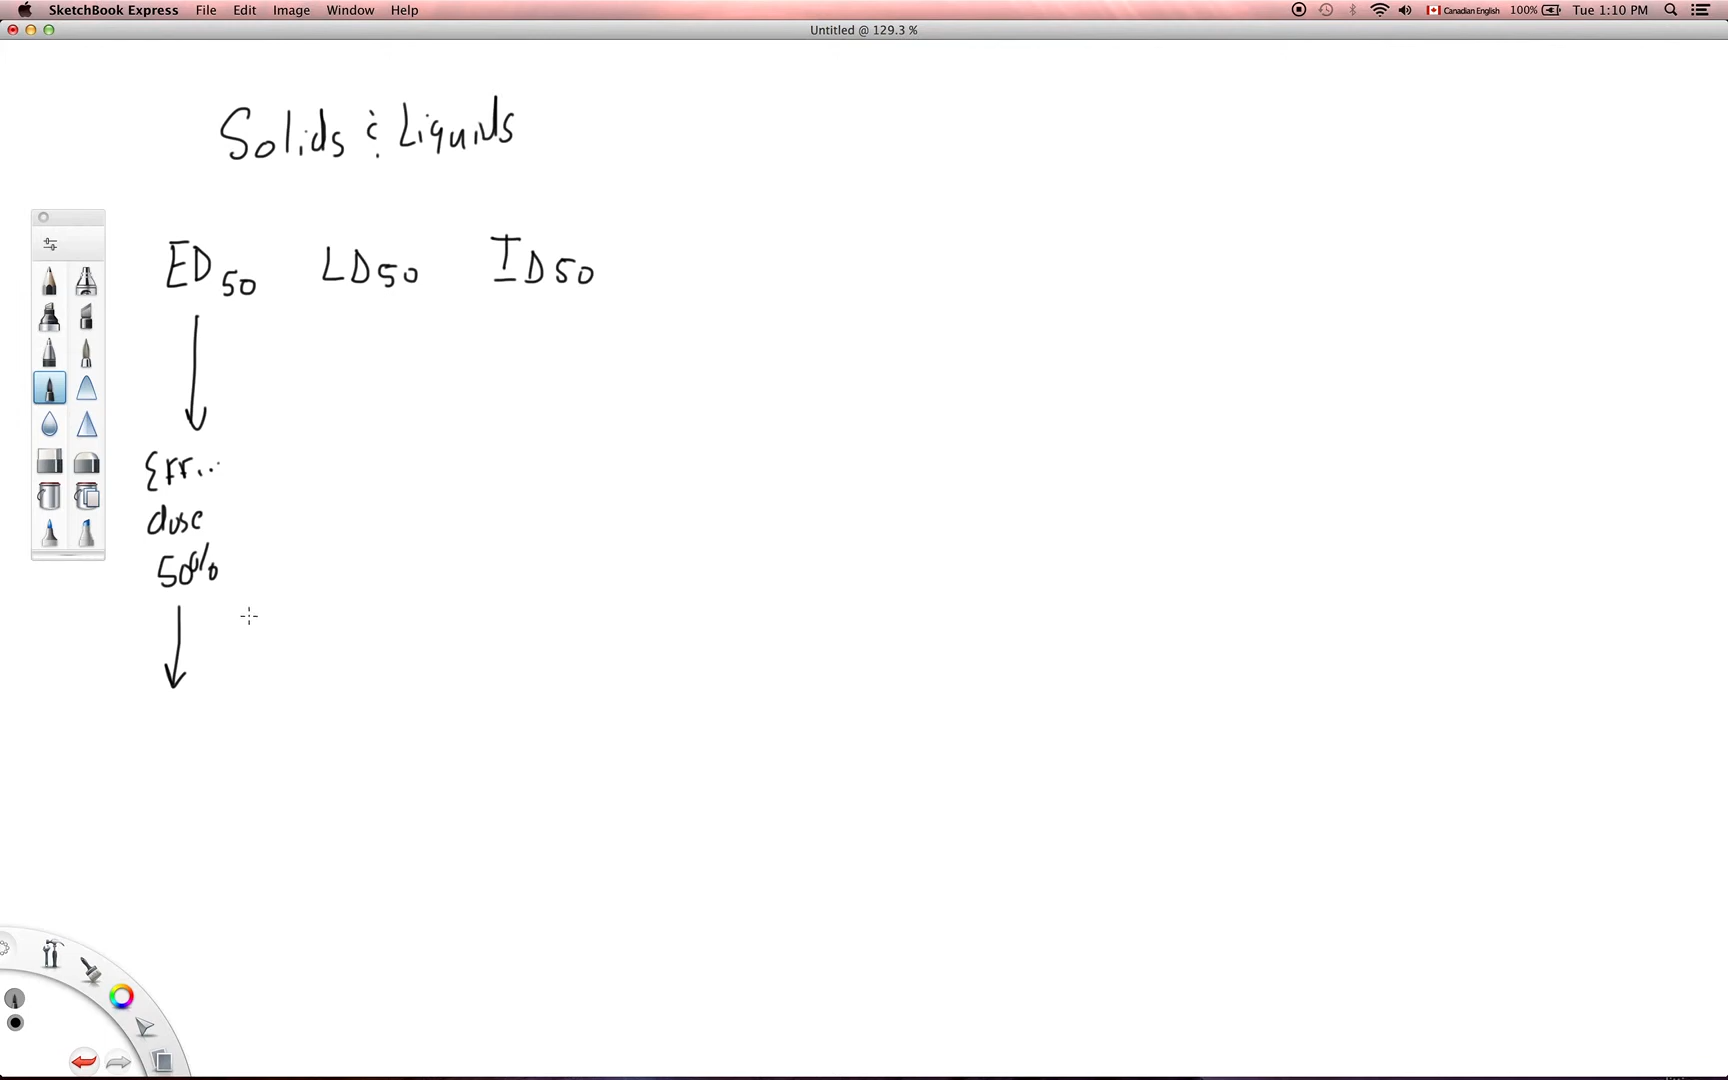 SketchBook Express File Edit Image Window Help Canadian English 100% Tue 1:10 PM
Untitled @ 129.3 %
Solids & Liquids
ED50 LD50 ID50
Eff...
dose
50%